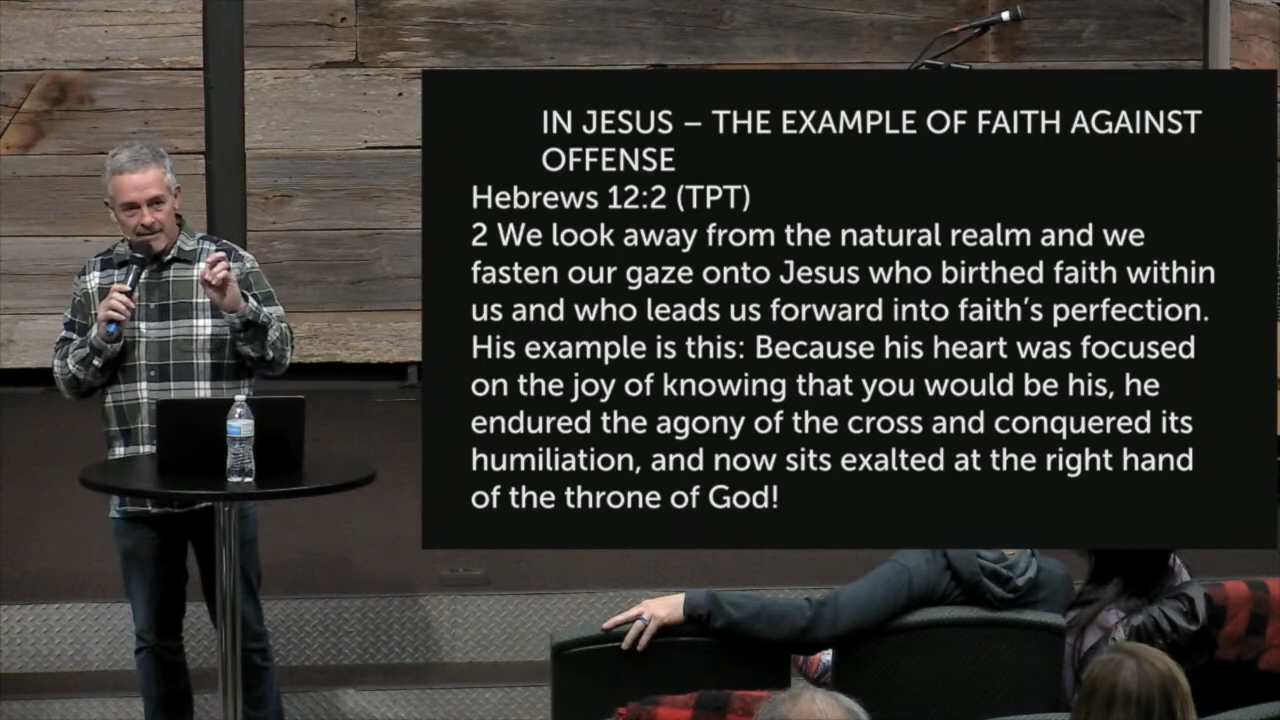 IN JESUS – THE EXAMPLE OF FAITH AGAINST
OFFENSE
Hebrews 12:2 (TPT)
2 We look away from the natural realm and we
fasten our gaze onto Jesus who birthed faith within
us and who leads us forward into faith’s perfection.
His example is this: Because his heart was focused
on the joy of knowing that you would be his, he
endured the agony of the cross and conquered its
humiliation, and now sits exalted at the right hand
of the throne of God!